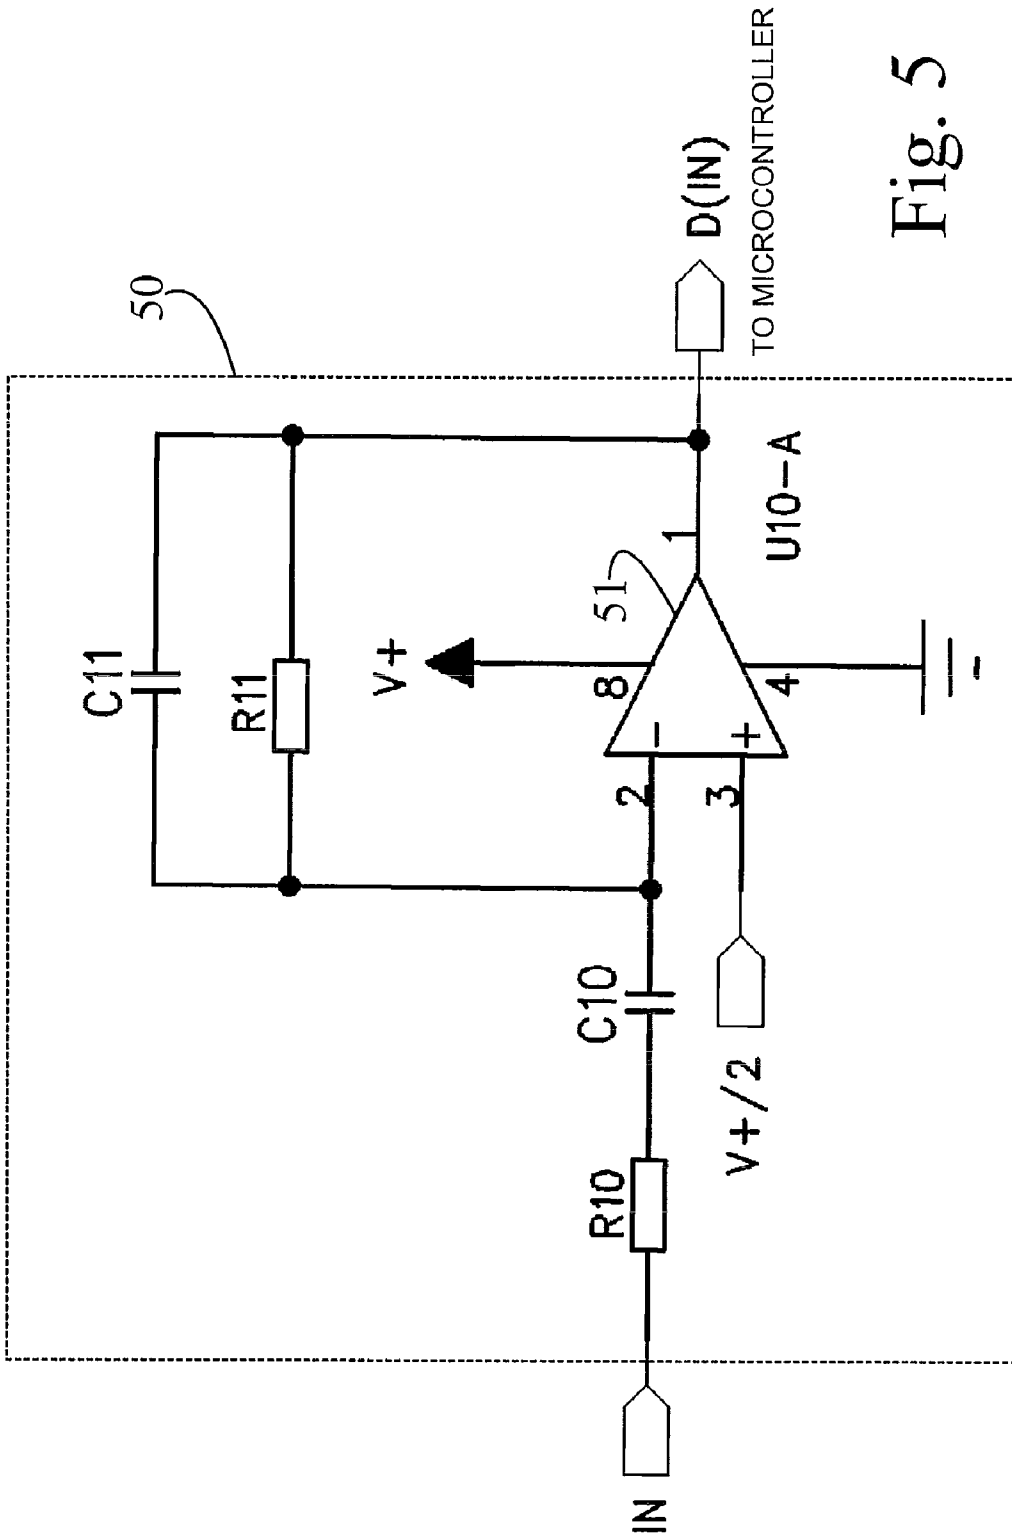 50
C11
R11
V+
8
51
2
1
3
4
U10-A
C10
R10
V+/2
IN
D(IN)
TO MICROCONTROLLER
Fig. 5